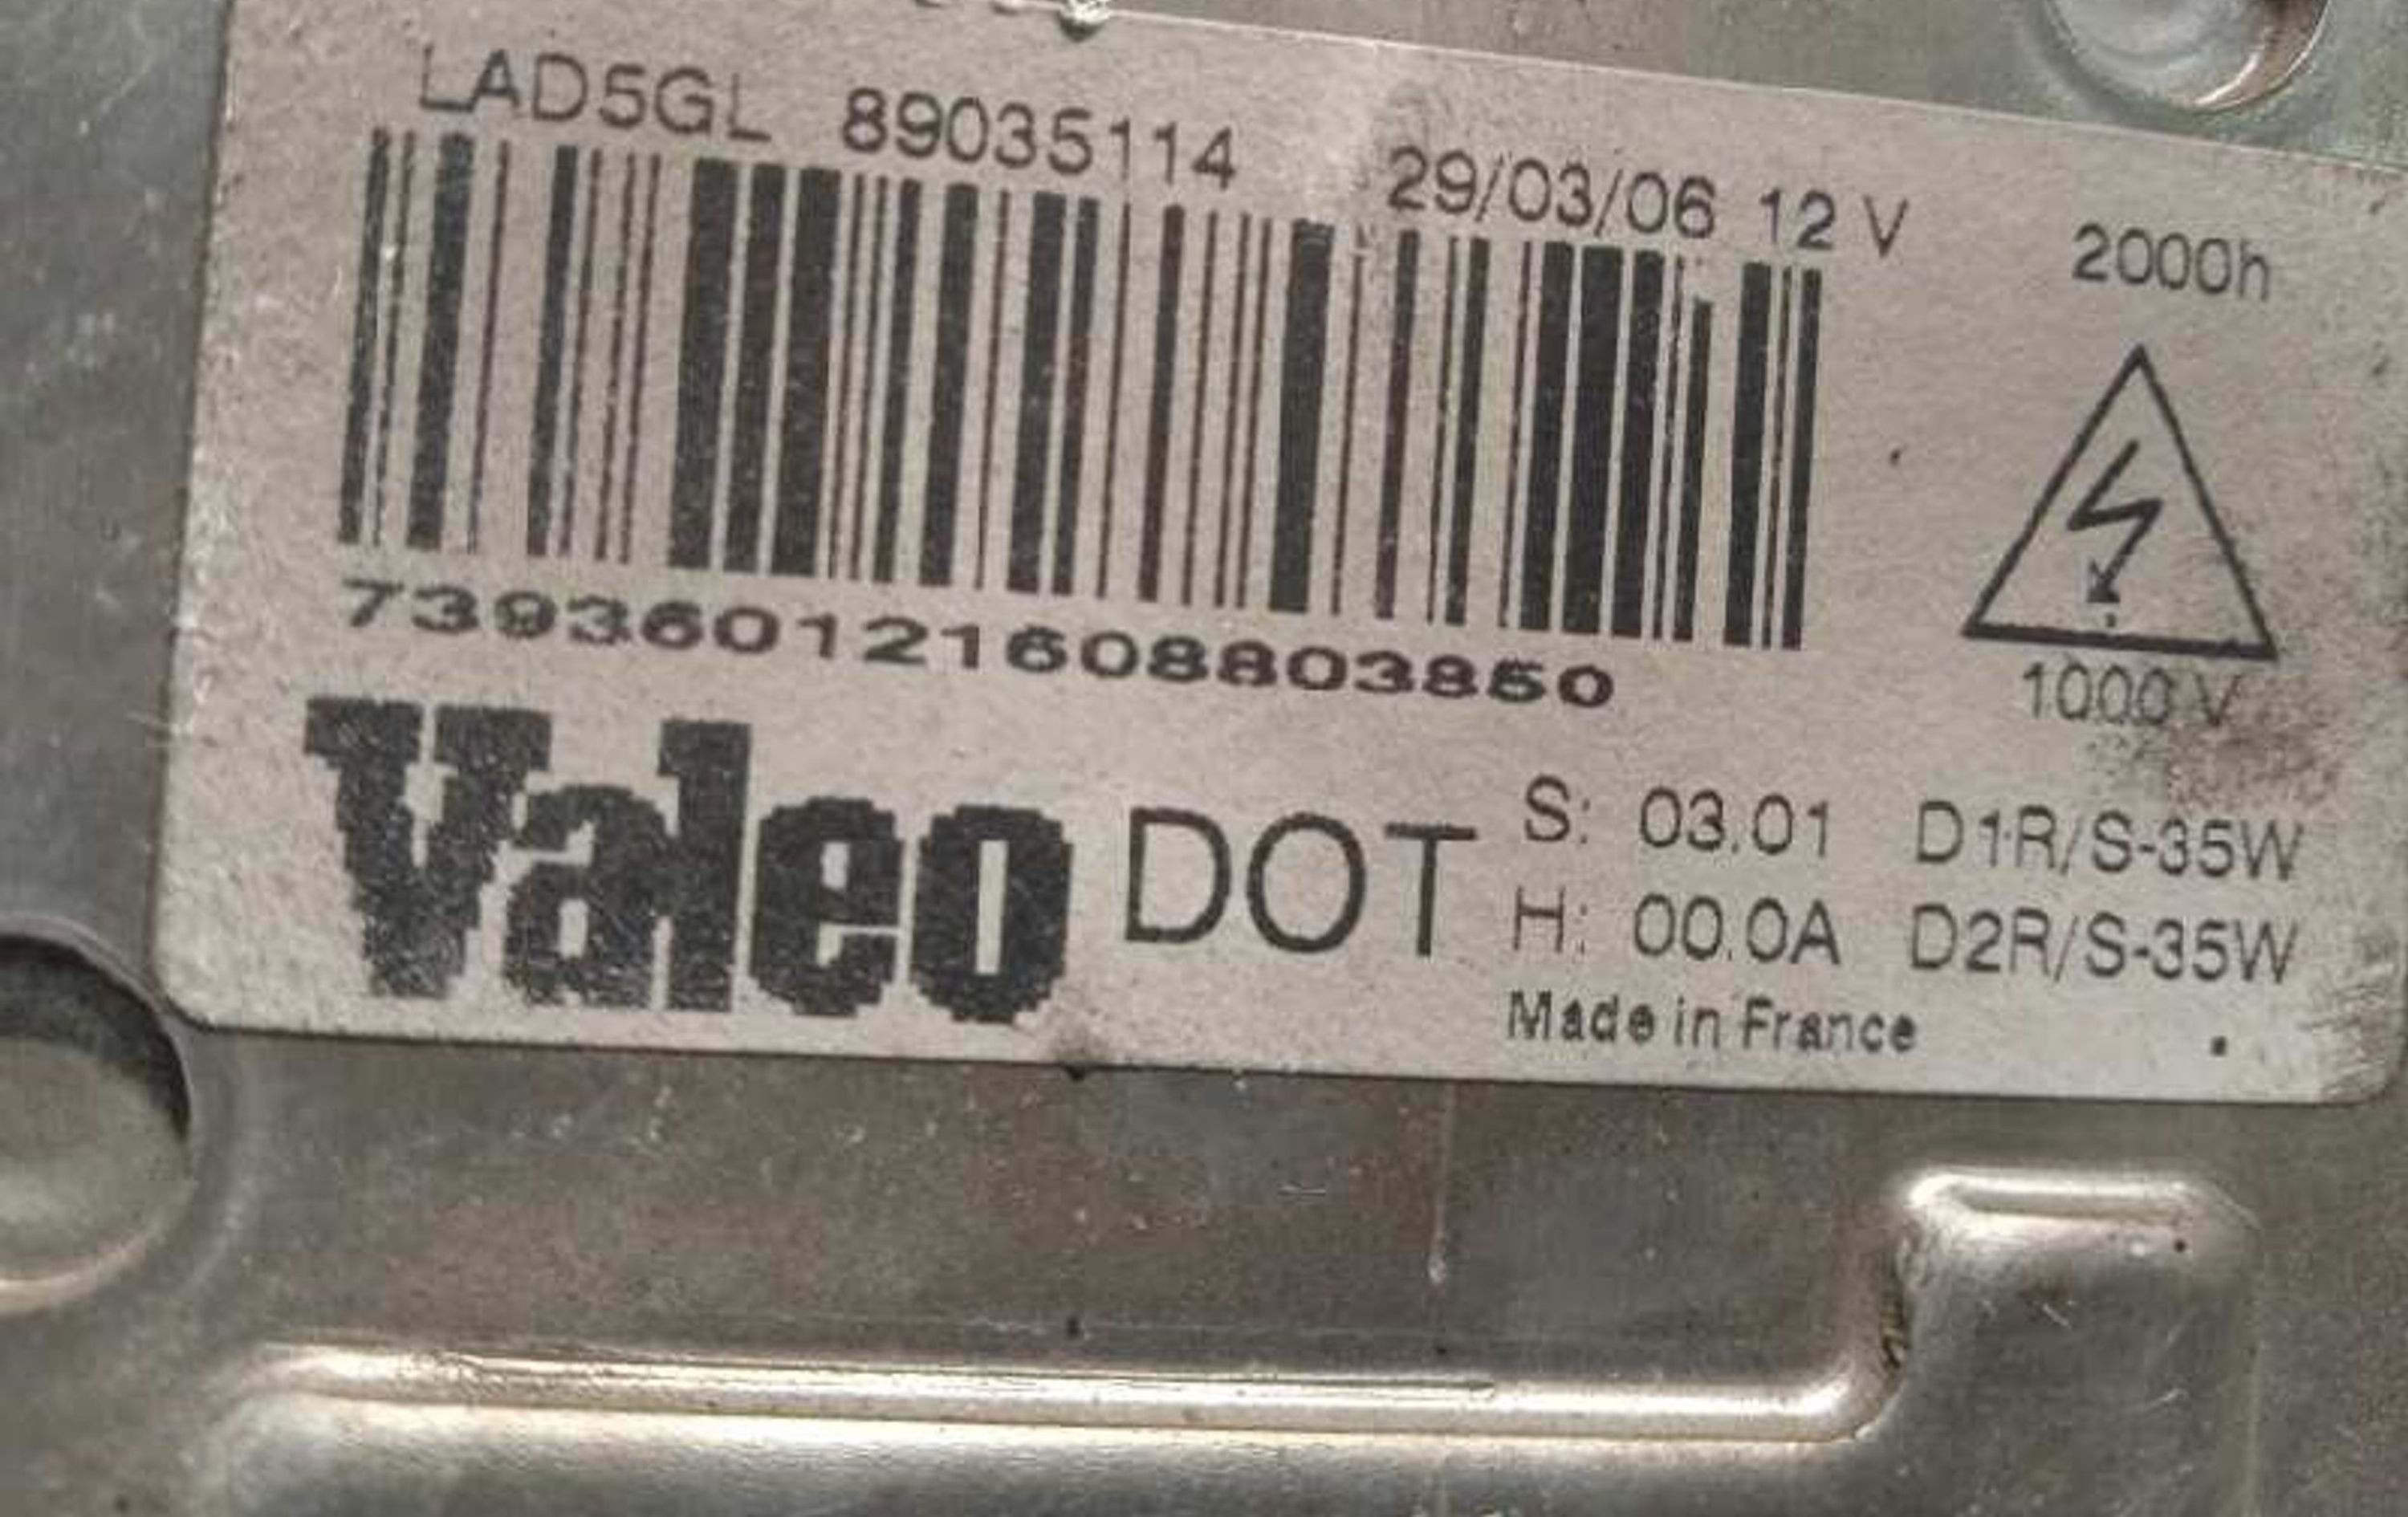 LAD5GL 89035114 29/03/06 12 V 2000h
739360121608803850
1000 V
Valeo DOT
S: 03.01 D1R/S-35W
H: 00.0A D2R/S-35W
Made in France